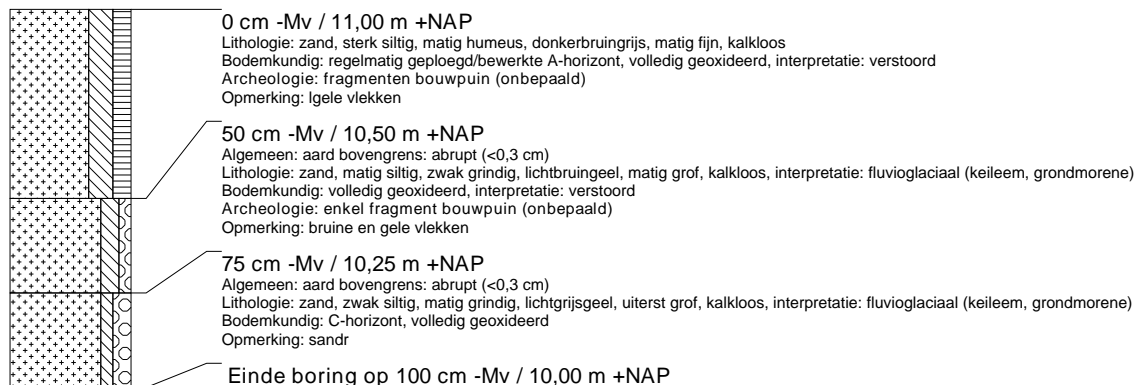 0 cm -Mv / 11,00 m +NAP
Lithologie: zand, sterk siltig, matig humeus, donkerbruingrijs, matig fijn, kalkloos
Bodemkundig: regelmatig geploegd/bewerkte A-horizont, volledig geoxideerd, interpretatie: verstoord
Archeologie: fragmenten bouwpuin (onbepaald)
Opmerking: lgele vlekken
50 cm -Mv / 10,50 m +NAP
Algemeen: aard bovengrens: abrupt (<0,3 cm)
Lithologie: zand, matig siltig, zwak grindig, lichtbruingeel, matig grof, kalkloos, interpretatie: fluvioglaciaal (keileem, grondmorene)
Bodemkundig: volledig geoxideerd, interpretatie: verstoord
Archeologie: enkel fragment bouwpuin (onbepaald)
Opmerking: bruine en gele vlekken
75 cm -Mv / 10,25 m +NAP
Algemeen: aard bovengrens: abrupt (<0,3 cm)
Lithologie: zand, zwak siltig, matig grindig, lichtgrijsgeel, uiterst grof, kalkloos, interpretatie: fluvioglaciaal (keileem, grondmorene)
Bodemkundig: C-horizont, volledig geoxideerd
Opmerking: sandr
Einde boring op 100 cm -Mv / 10,00 m +NAP